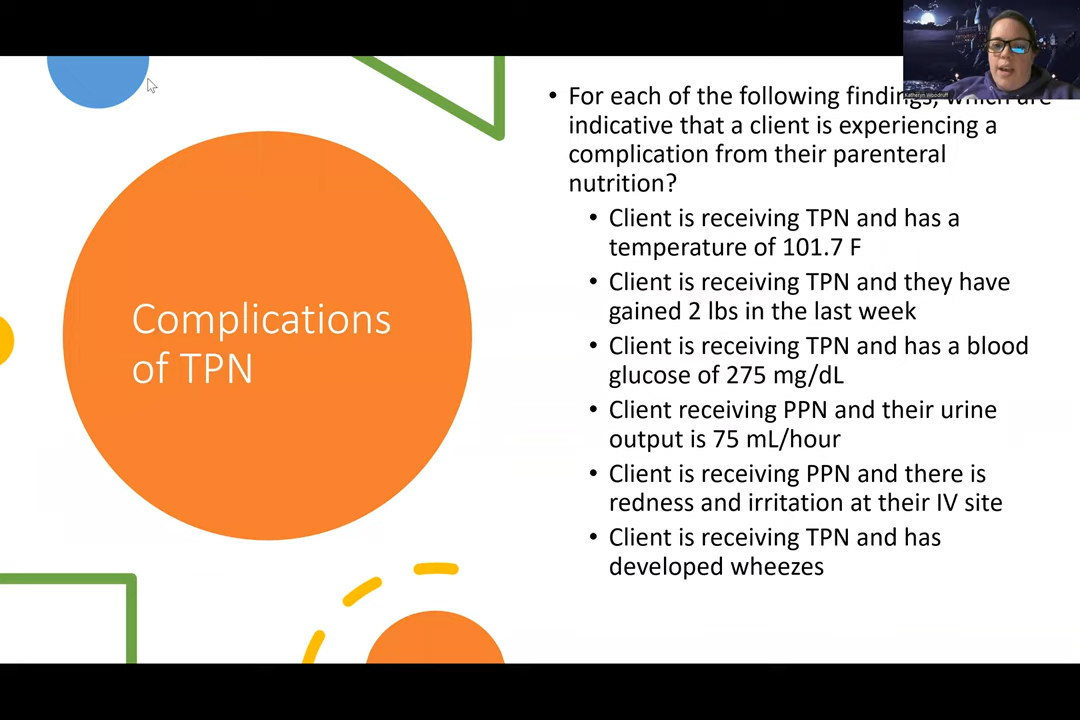 Katheryn Woodruff
• For each of the following findings, which are
indicative that a client is experiencing a
complication from their parenteral
nutrition?
• Client is receiving TPN and has a
temperature of 101.7 F
• Client is receiving TPN and they have
gained 2 lbs in the last week
• Client is receiving TPN and has a blood
glucose of 275 mg/dL
• Client receiving PPN and their urine
output is 75 mL/hour
• Client is receiving PPN and there is
redness and irritation at their IV site
• Client is receiving TPN and has
developed wheezes
Complications
of TPN